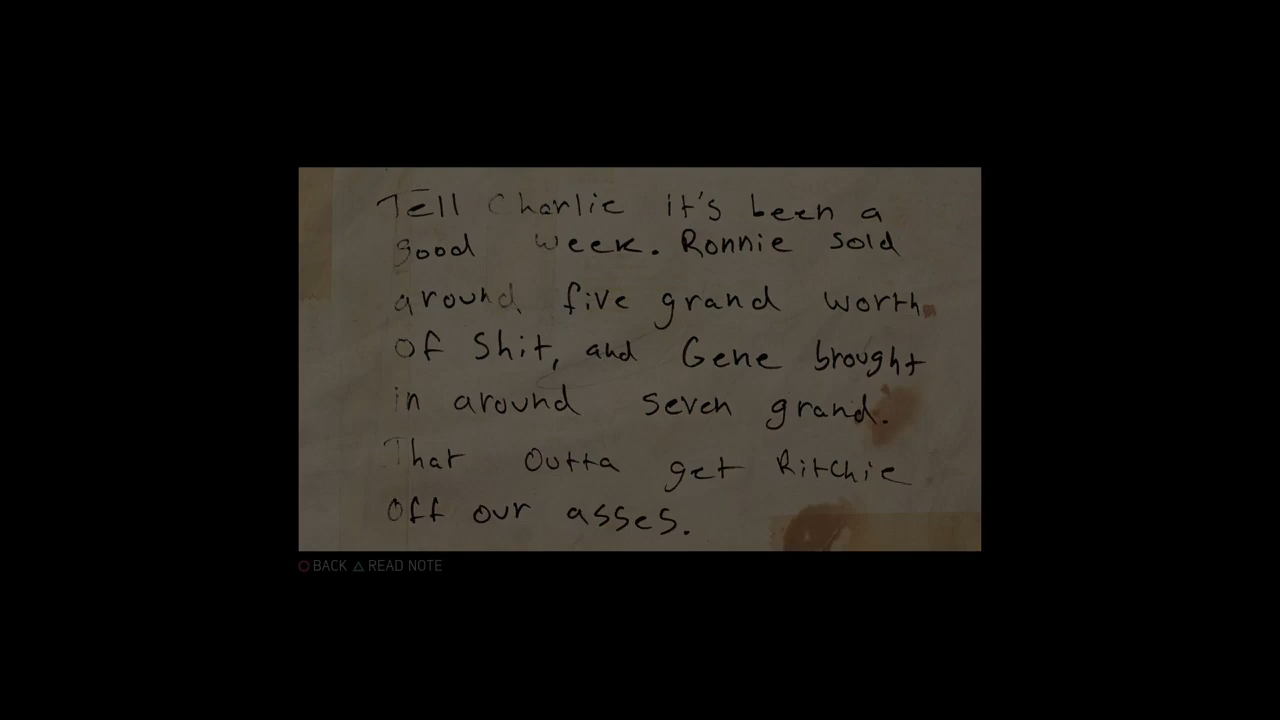 Tell Charlie it's been a
good week. Ronnie sold
around five grand worth
of Shit, and Gene brought
in around seven grand.
That Outta get Ritchie
Off our asses.
BACK READ NOTE